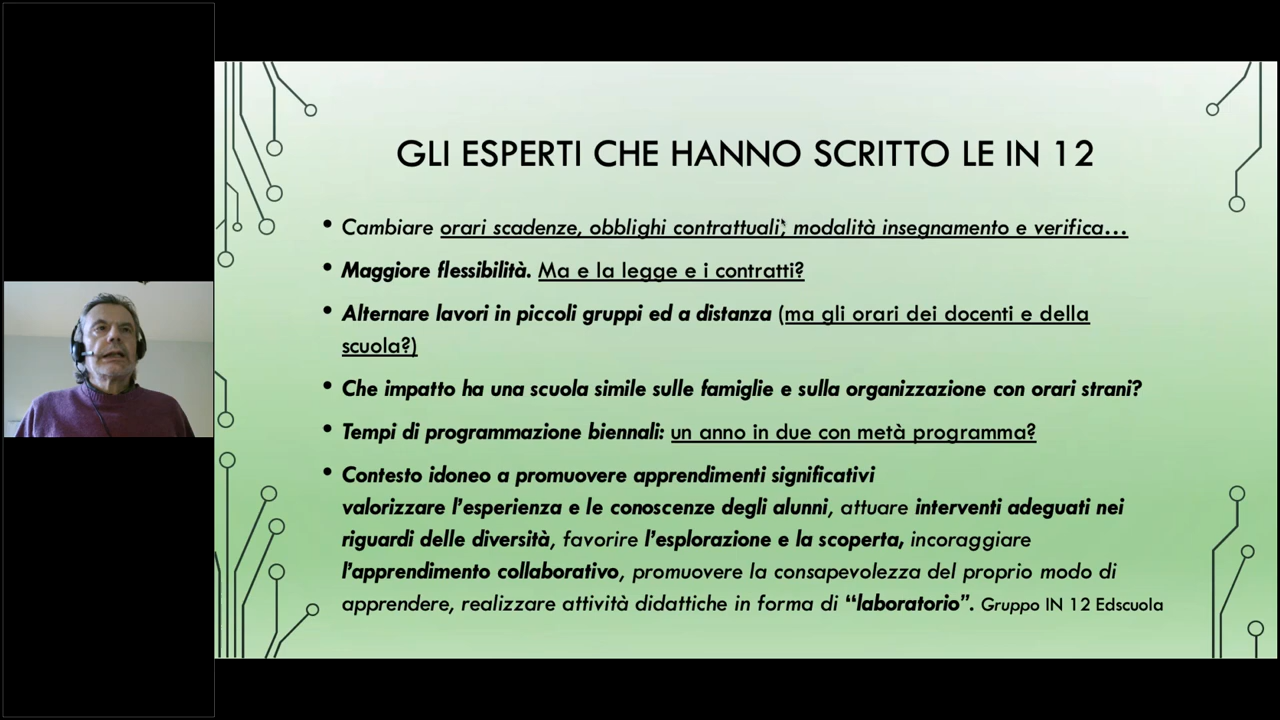 GLI ESPERTI CHE HANNO SCRITTO LE IN 12
• Cambiare orari scadenze, obblighi contrattuali, modalità insegnamento e verifica...
• Maggiore flessibilità. Ma e la legge e i contratti?
• Alternare lavori in piccoli gruppi ed a distanza (ma gli orari dei docenti e della
scuola?)
• Che impatto ha una scuola simile sulle famiglie e sulla organizzazione con orari strani?
• Tempi di programmazione biennali: un anno in due con metà programma?
• Contesto idoneo a promuovere apprendimenti significativi
valorizzare l’esperienza e le conoscenze degli alunni, attuare interventi adeguati nei
riguardi delle diversità, favorire l’esplorazione e la scoperta, incoraggiare
l’apprendimento collaborativo, promuovere la consapevolezza del proprio modo di
apprendere, realizzare attività didattiche in forma di “laboratorio”. Gruppo IN 12 Edscuola